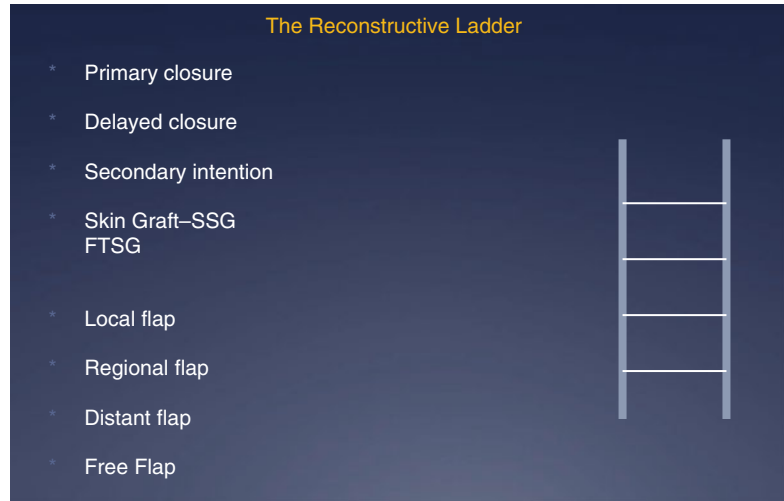 The Reconstructive Ladder
* Primary closure
* Delayed closure
* Secondary intention
* Skin Graft–SSG
FTSG
* Local flap
* Regional flap
* Distant flap
* Free Flap